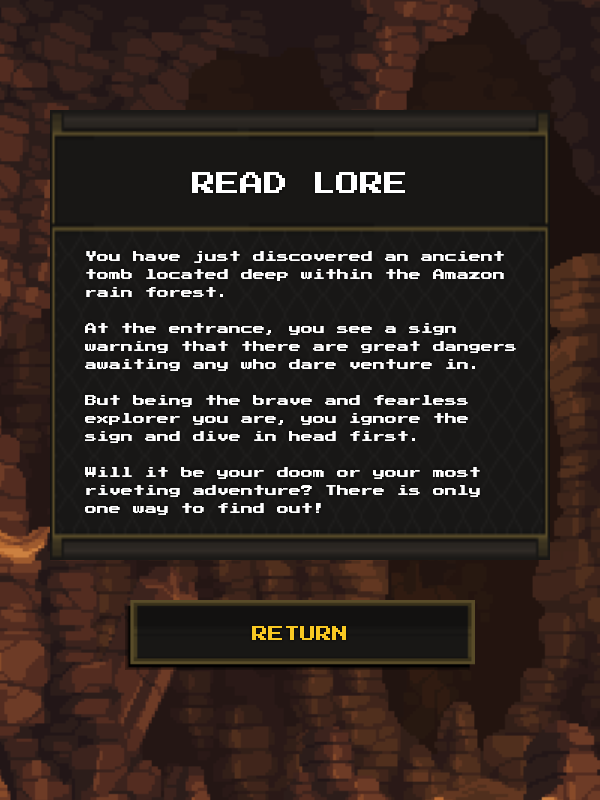 READ LORE
You have just discovered an ancient
tomb located deep within the Amazon
rain forest.
At the entrance, you see a sign
warning that there are great dangers
awaiting any who dare venture in.
But being the brave and fearless
explorer you are, you ignore the
sign and dive in head first.
Will it be your doom or your most
riveting adventure? There is only
one way to find out!
RETURN